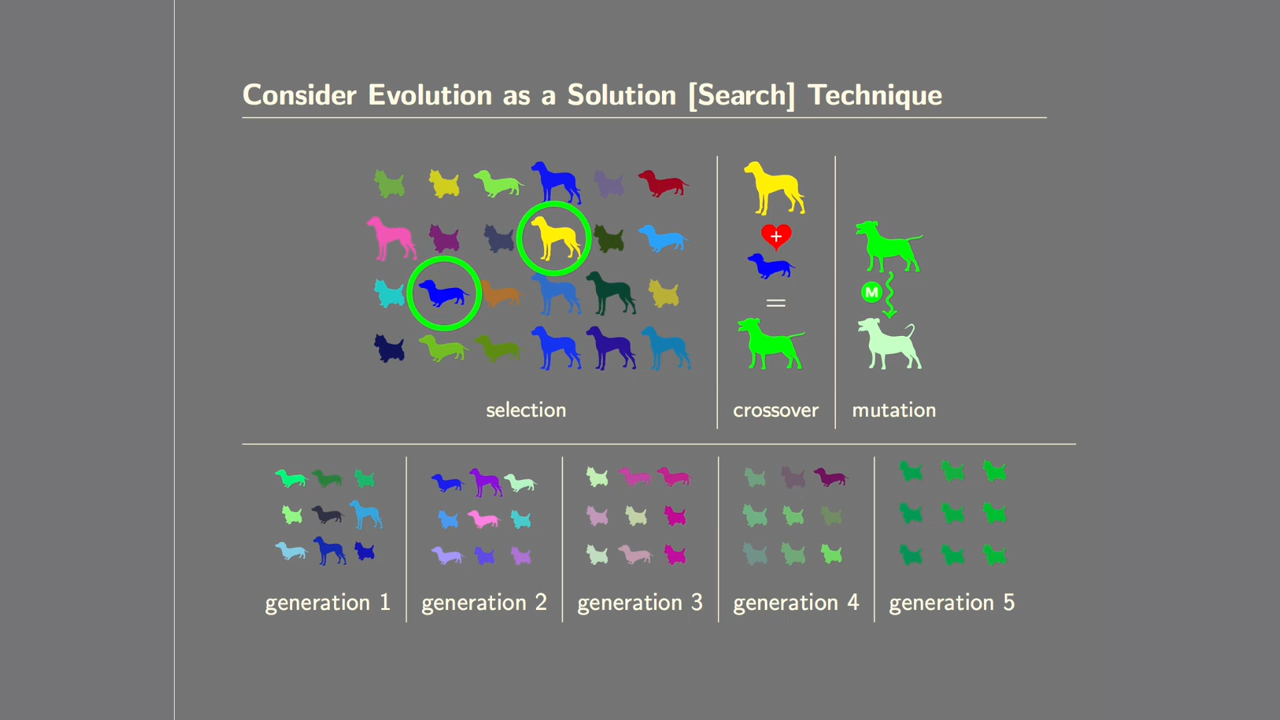 Consider Evolution as a Solution [Search] Technique
+
=
M
selection
crossover
mutation
generation 1
generation 2
generation 3
generation 4
generation 5